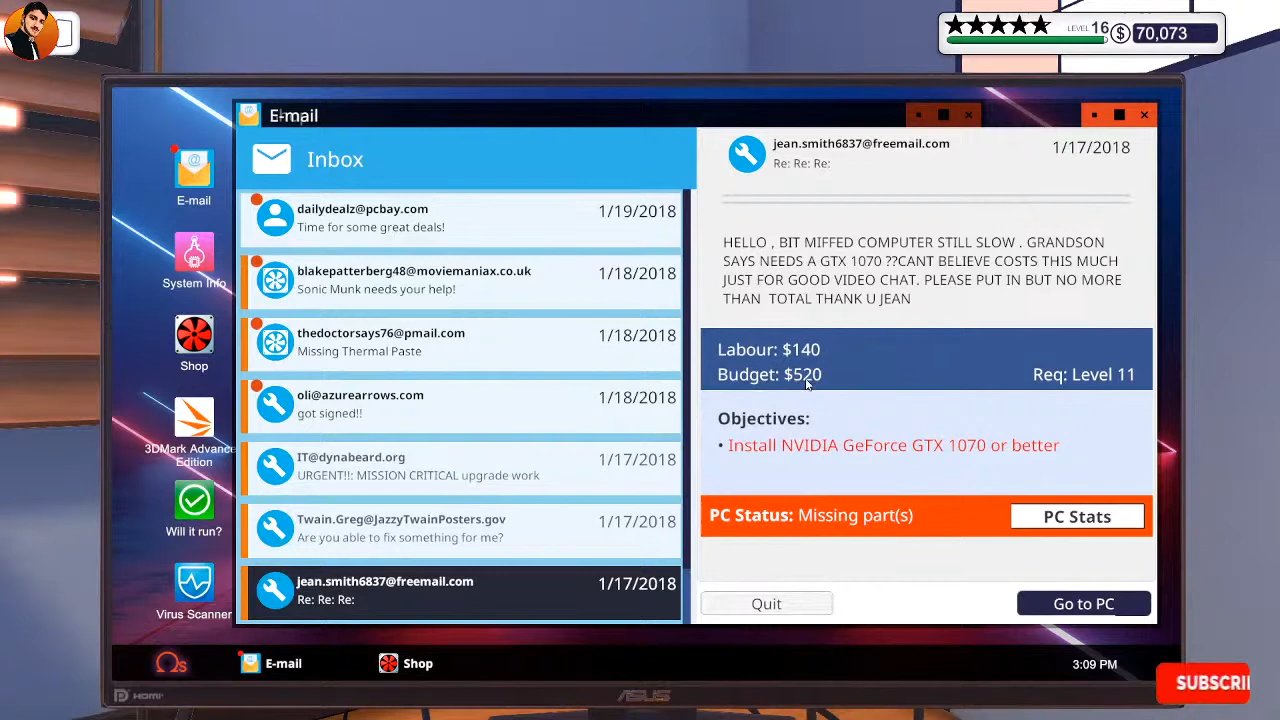 LEVEL 16 $ 70,073
E-mail
E-mail
System Info
Shop
3DMark Advance
Edition
Will it run?
Virus Scanner
Inbox
dailydealz@pcbay.com 1/19/2018
Time for some great deals!
blakepatterberg48@moviemaniax.co.uk 1/18/2018
Sonic Munk needs your help!
thedoctorsays76@pmail.com 1/18/2018
Missing Thermal Paste
oli@azurearrows.com 1/18/2018
got signed!!
IT@dynabeard.org 1/17/2018
URGENT!!: MISSION CRITICAL upgrade work
Twain.Greg@JazzyTwainPosters.gov 1/17/2018
Are you able to fix something for me?
jean.smith6837@freemail.com 1/17/2018
Re: Re: Re:
jean.smith6837@freemail.com 1/17/2018
Re: Re: Re:
HELLO , BIT MIFFED COMPUTER STILL SLOW . GRANDSON
SAYS NEEDS A GTX 1070 ??CANT BELIEVE COSTS THIS MUCH
JUST FOR GOOD VIDEO CHAT. PLEASE PUT IN BUT NO MORE
THAN TOTAL THANK U JEAN
Labour: $140
Budget: $520 Req: Level 11
Objectives:
• Install NVIDIA GeForce GTX 1070 or better
PC Status: Missing part(s) PC Stats
Quit Go to PC
E-mail Shop 3:09 PM
HDMI ASUS
SUBSCRI